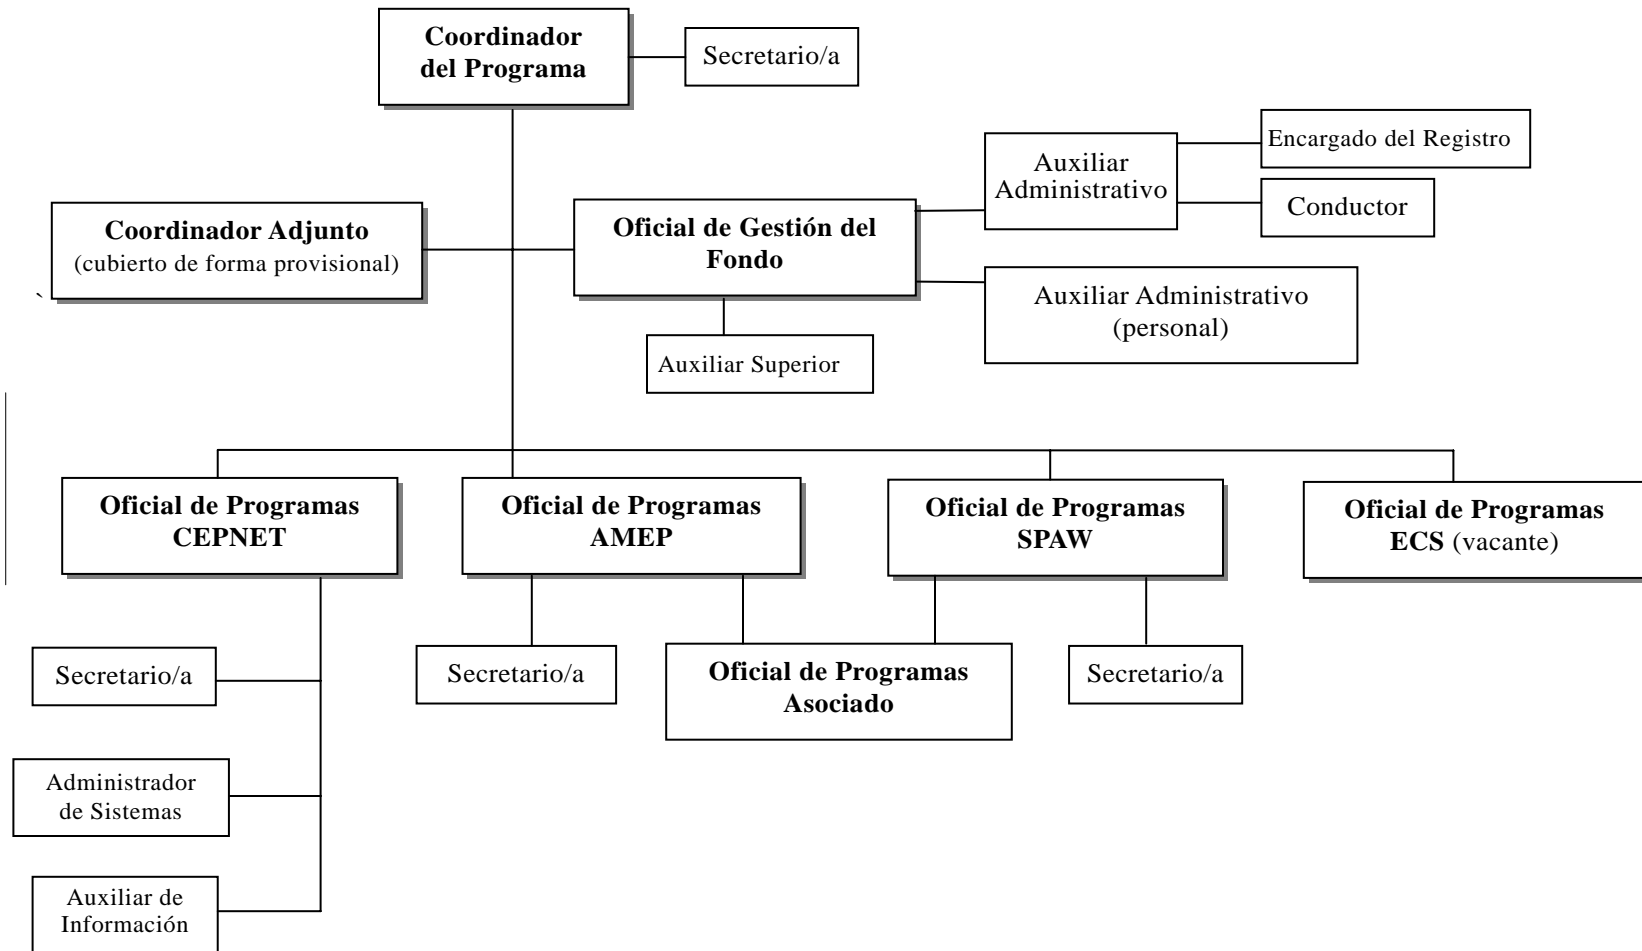 Coordinador
del Programa
Secretario/a
Encargado del Registro
Auxiliar
Administrativo
Conductor
Coordinador Adjunto
(cubierto de forma provisional)
`
Oficial de Gestión del
Fondo
Auxiliar Administrativo
(personal)
Auxiliar Superior
Oficial de Programas
CEPNET
Oficial de Programas
AMEP
Oficial de Programas
SPAW
Oficial de Programas
ECS (vacante)
Secretario/a
Secretario/a
Oficial de Programas
Asociado
Secretario/a
Administrador
de Sistemas
Auxiliar de
Información